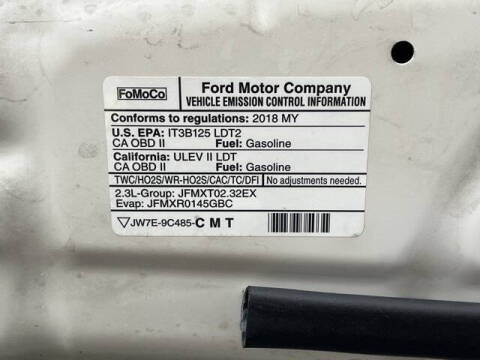 FoMoCo
Ford Motor Company
VEHICLE EMISSION CONTROL INFORMATION
Conforms to regulations: 2018 MY
U.S. EPA: IT3B125 LDT2
CA OBD II Fuel: Gasoline
California: ULEV II LDT
CA OBD II Fuel: Gasoline
TWC/HO2S/WR-HO2S/CAC/TC/DFI No adjustments needed.
2.3L-Group: JFMXT02.32EX
Evap: JFMXR0145GBC
JW7E-9C485-C M T